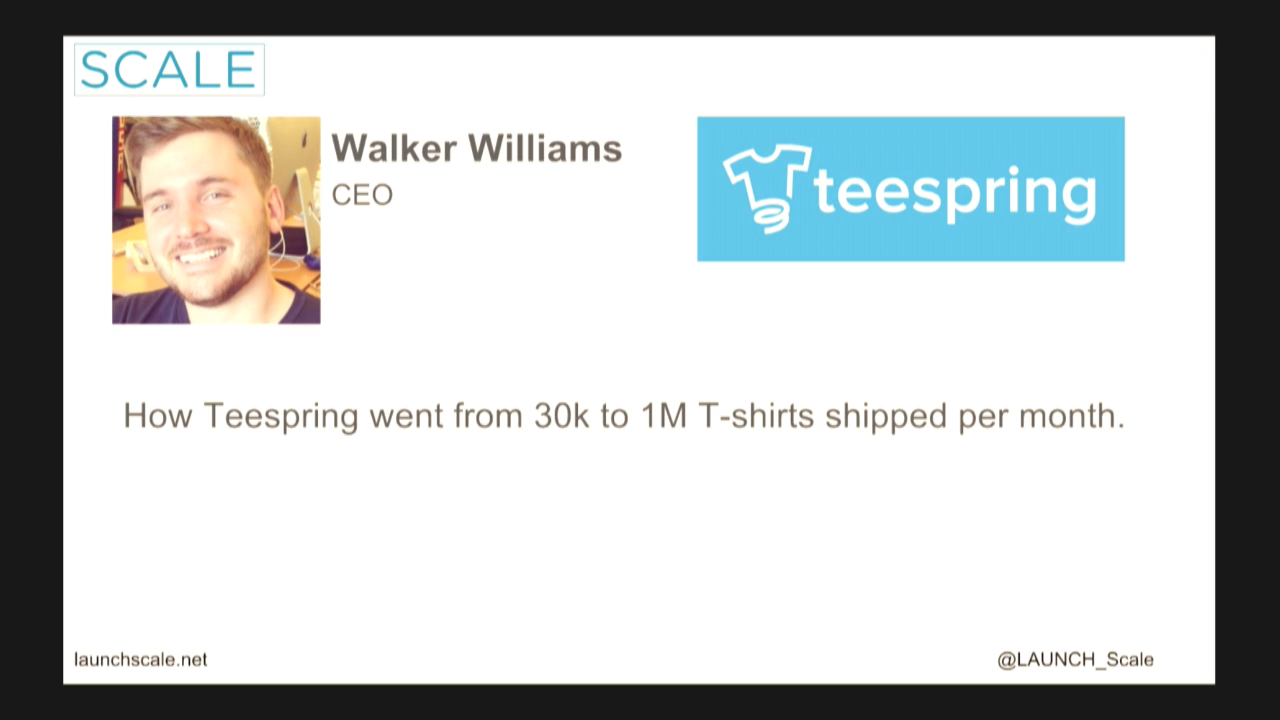 SCALE
Walker Williams
CEO
teespring
How Teespring went from 30k to 1M T-shirts shipped per month.
launchscale.net
@LAUNCH_Scale